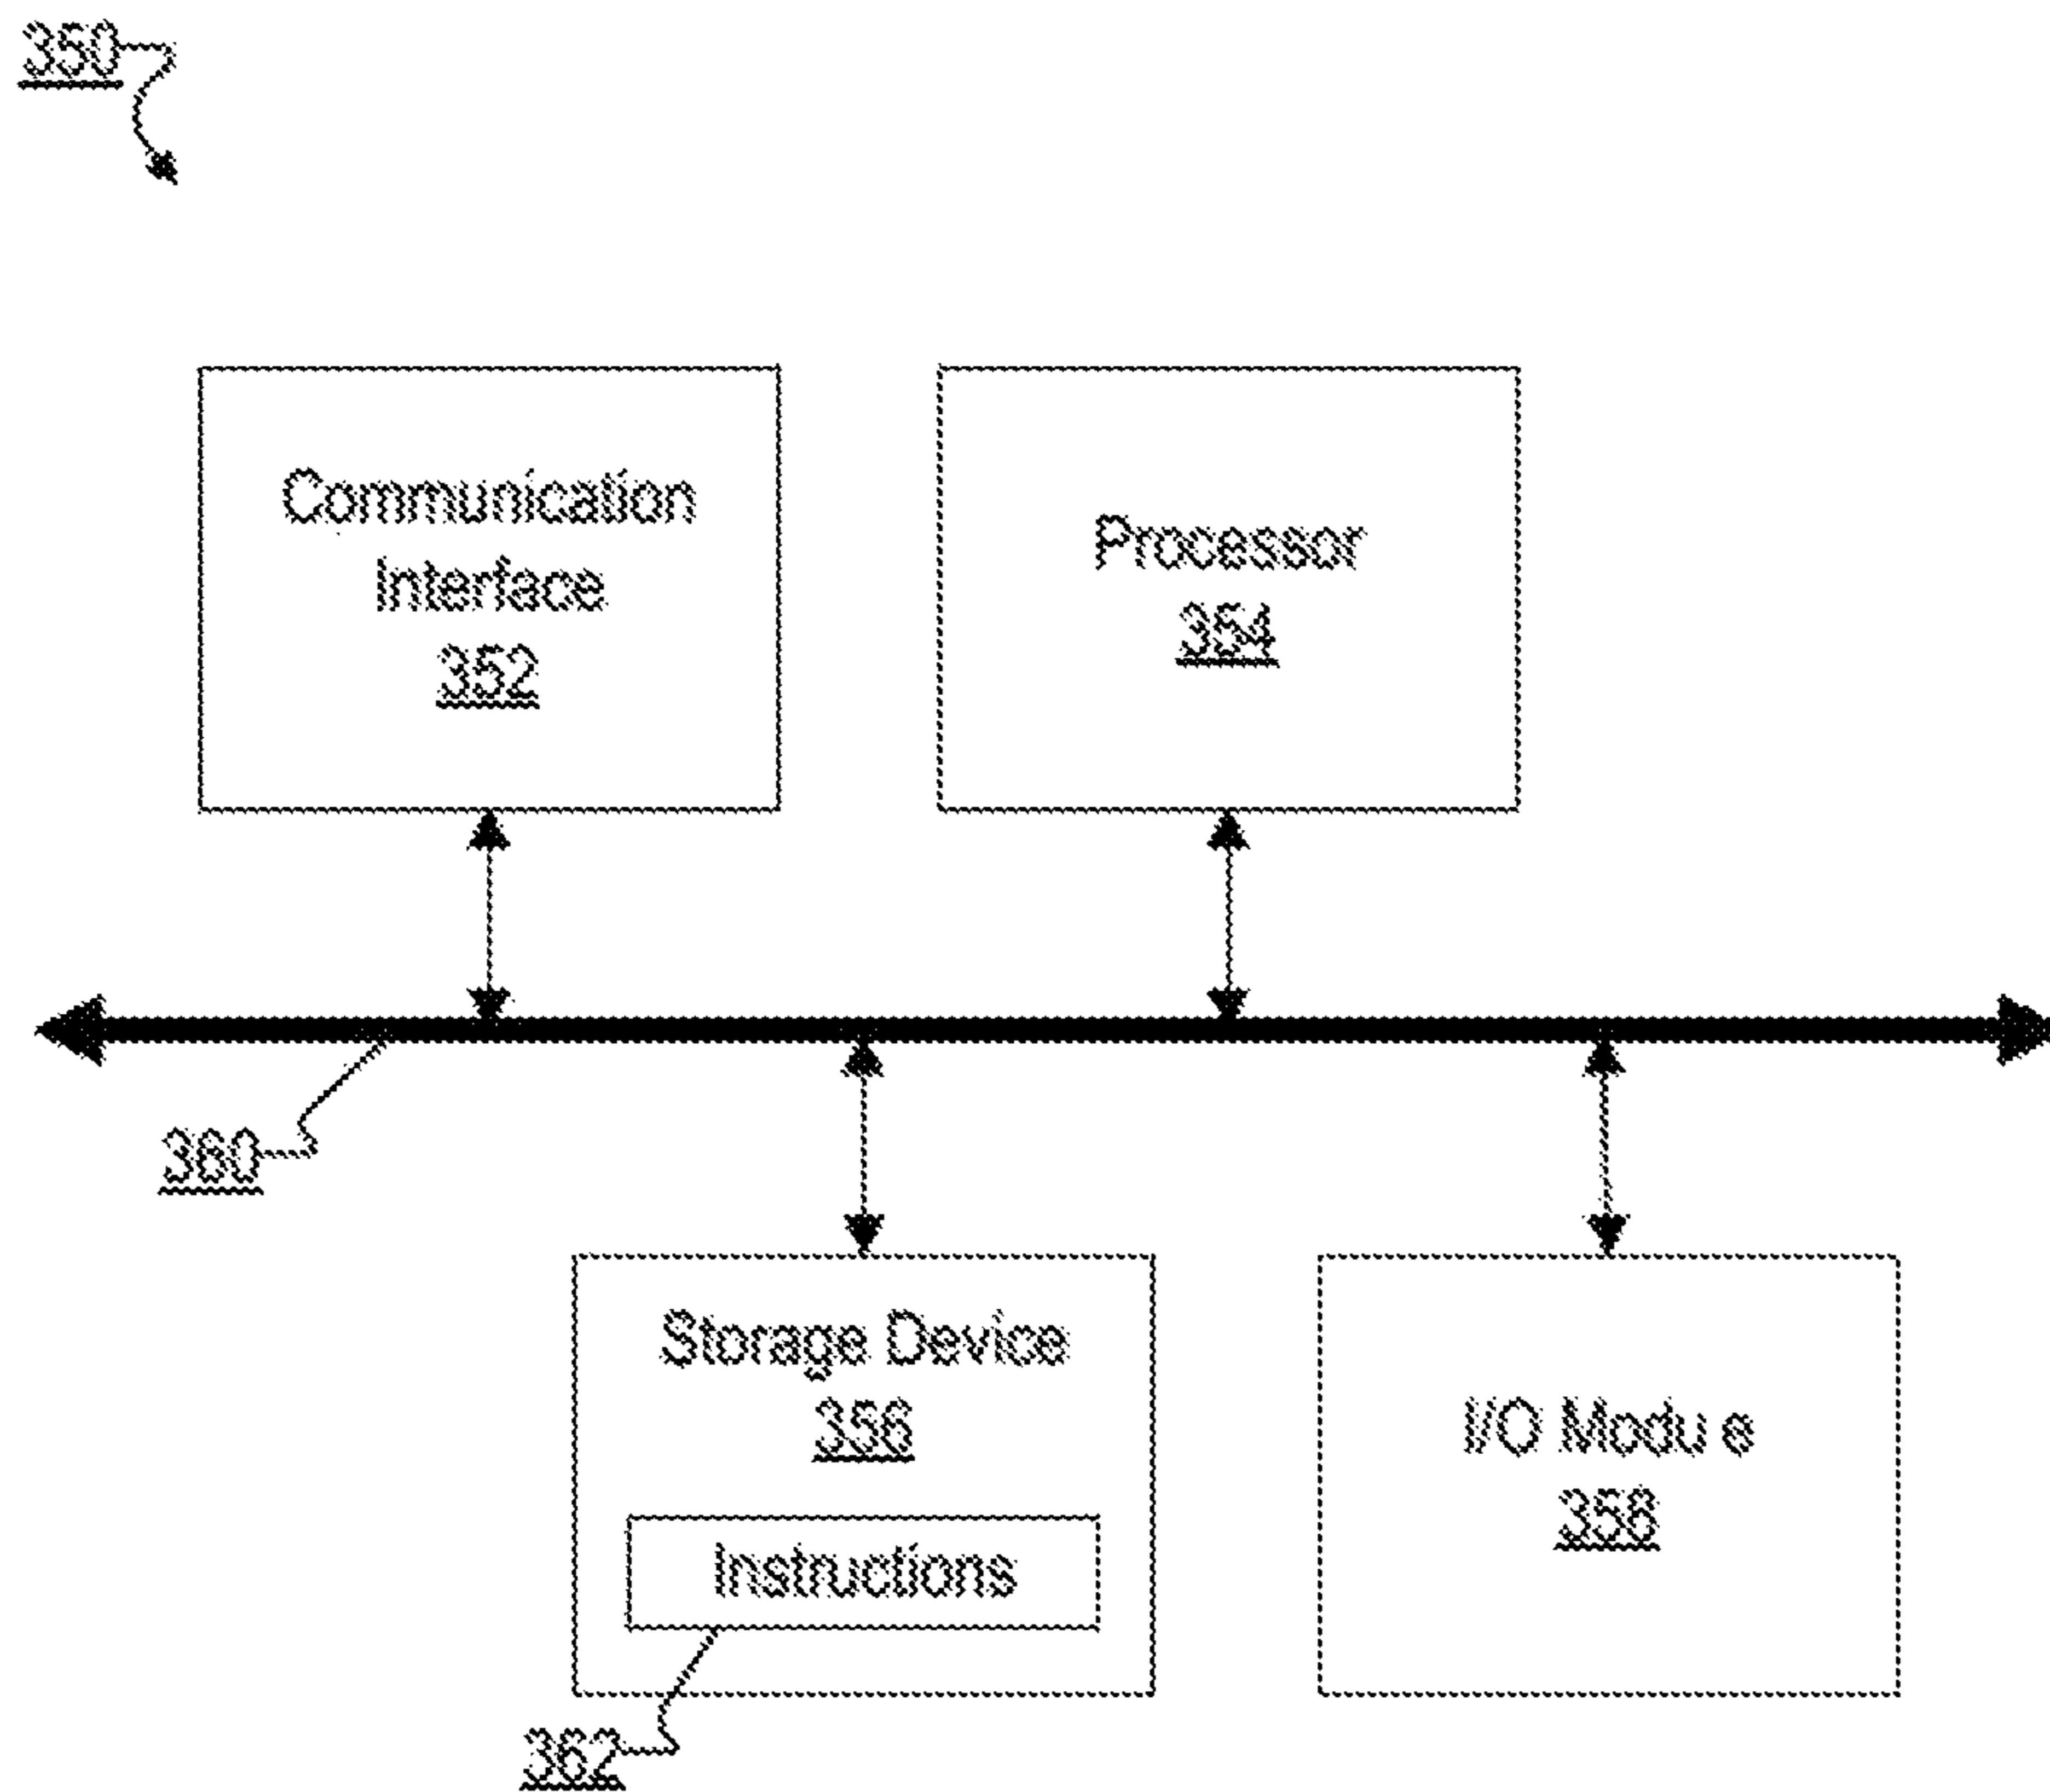 350
Communication
Interface
352
Processor
354
360
Storage Device
356
Instructions
362
I/O Modu e
358